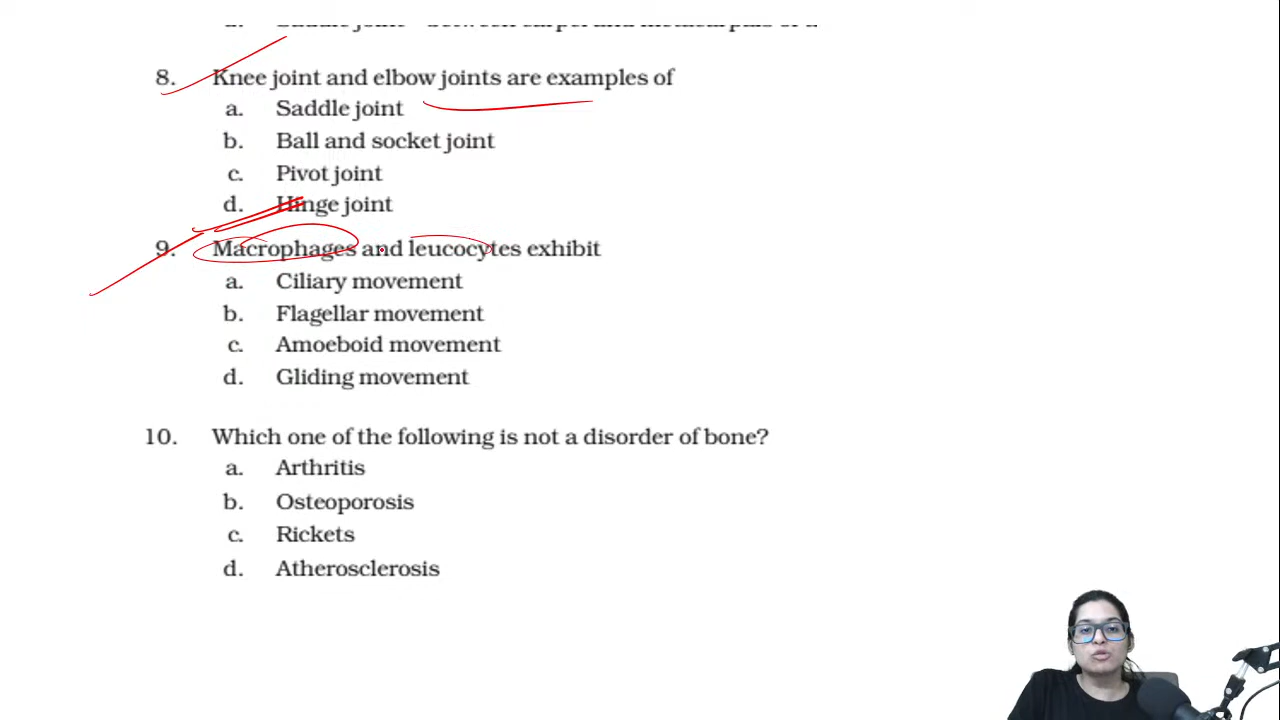 8. Knee joint and elbow joints are examples of
a. Saddle joint
b. Ball and socket joint
c. Pivot joint
d. Hinge joint
9. Macrophages and leucocytes exhibit
a. Ciliary movement
b. Flagellar movement
c. Amoeboid movement
d. Gliding movement
10. Which one of the following is not a disorder of bone?
a. Arthritis
b. Osteoporosis
c. Rickets
d. Atherosclerosis